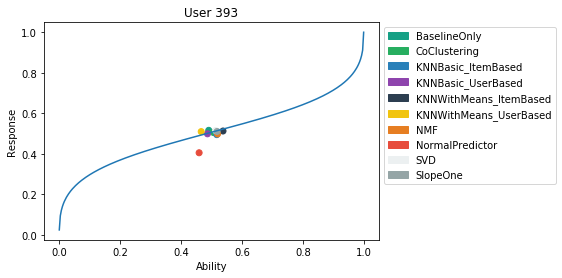 User 393
1.0
0.8
0.6
0.4
0.2
0.0
Response
0.0 0.2 0.4 0.6 0.8 1.0
Ability
BaselineOnly
CoClustering
KNNBasic_ItemBased
KNNBasic_UserBased
KNNWithMeans_ItemBased
KNNWithMeans_UserBased
NMF
NormalPredictor
SVD
SlopeOne